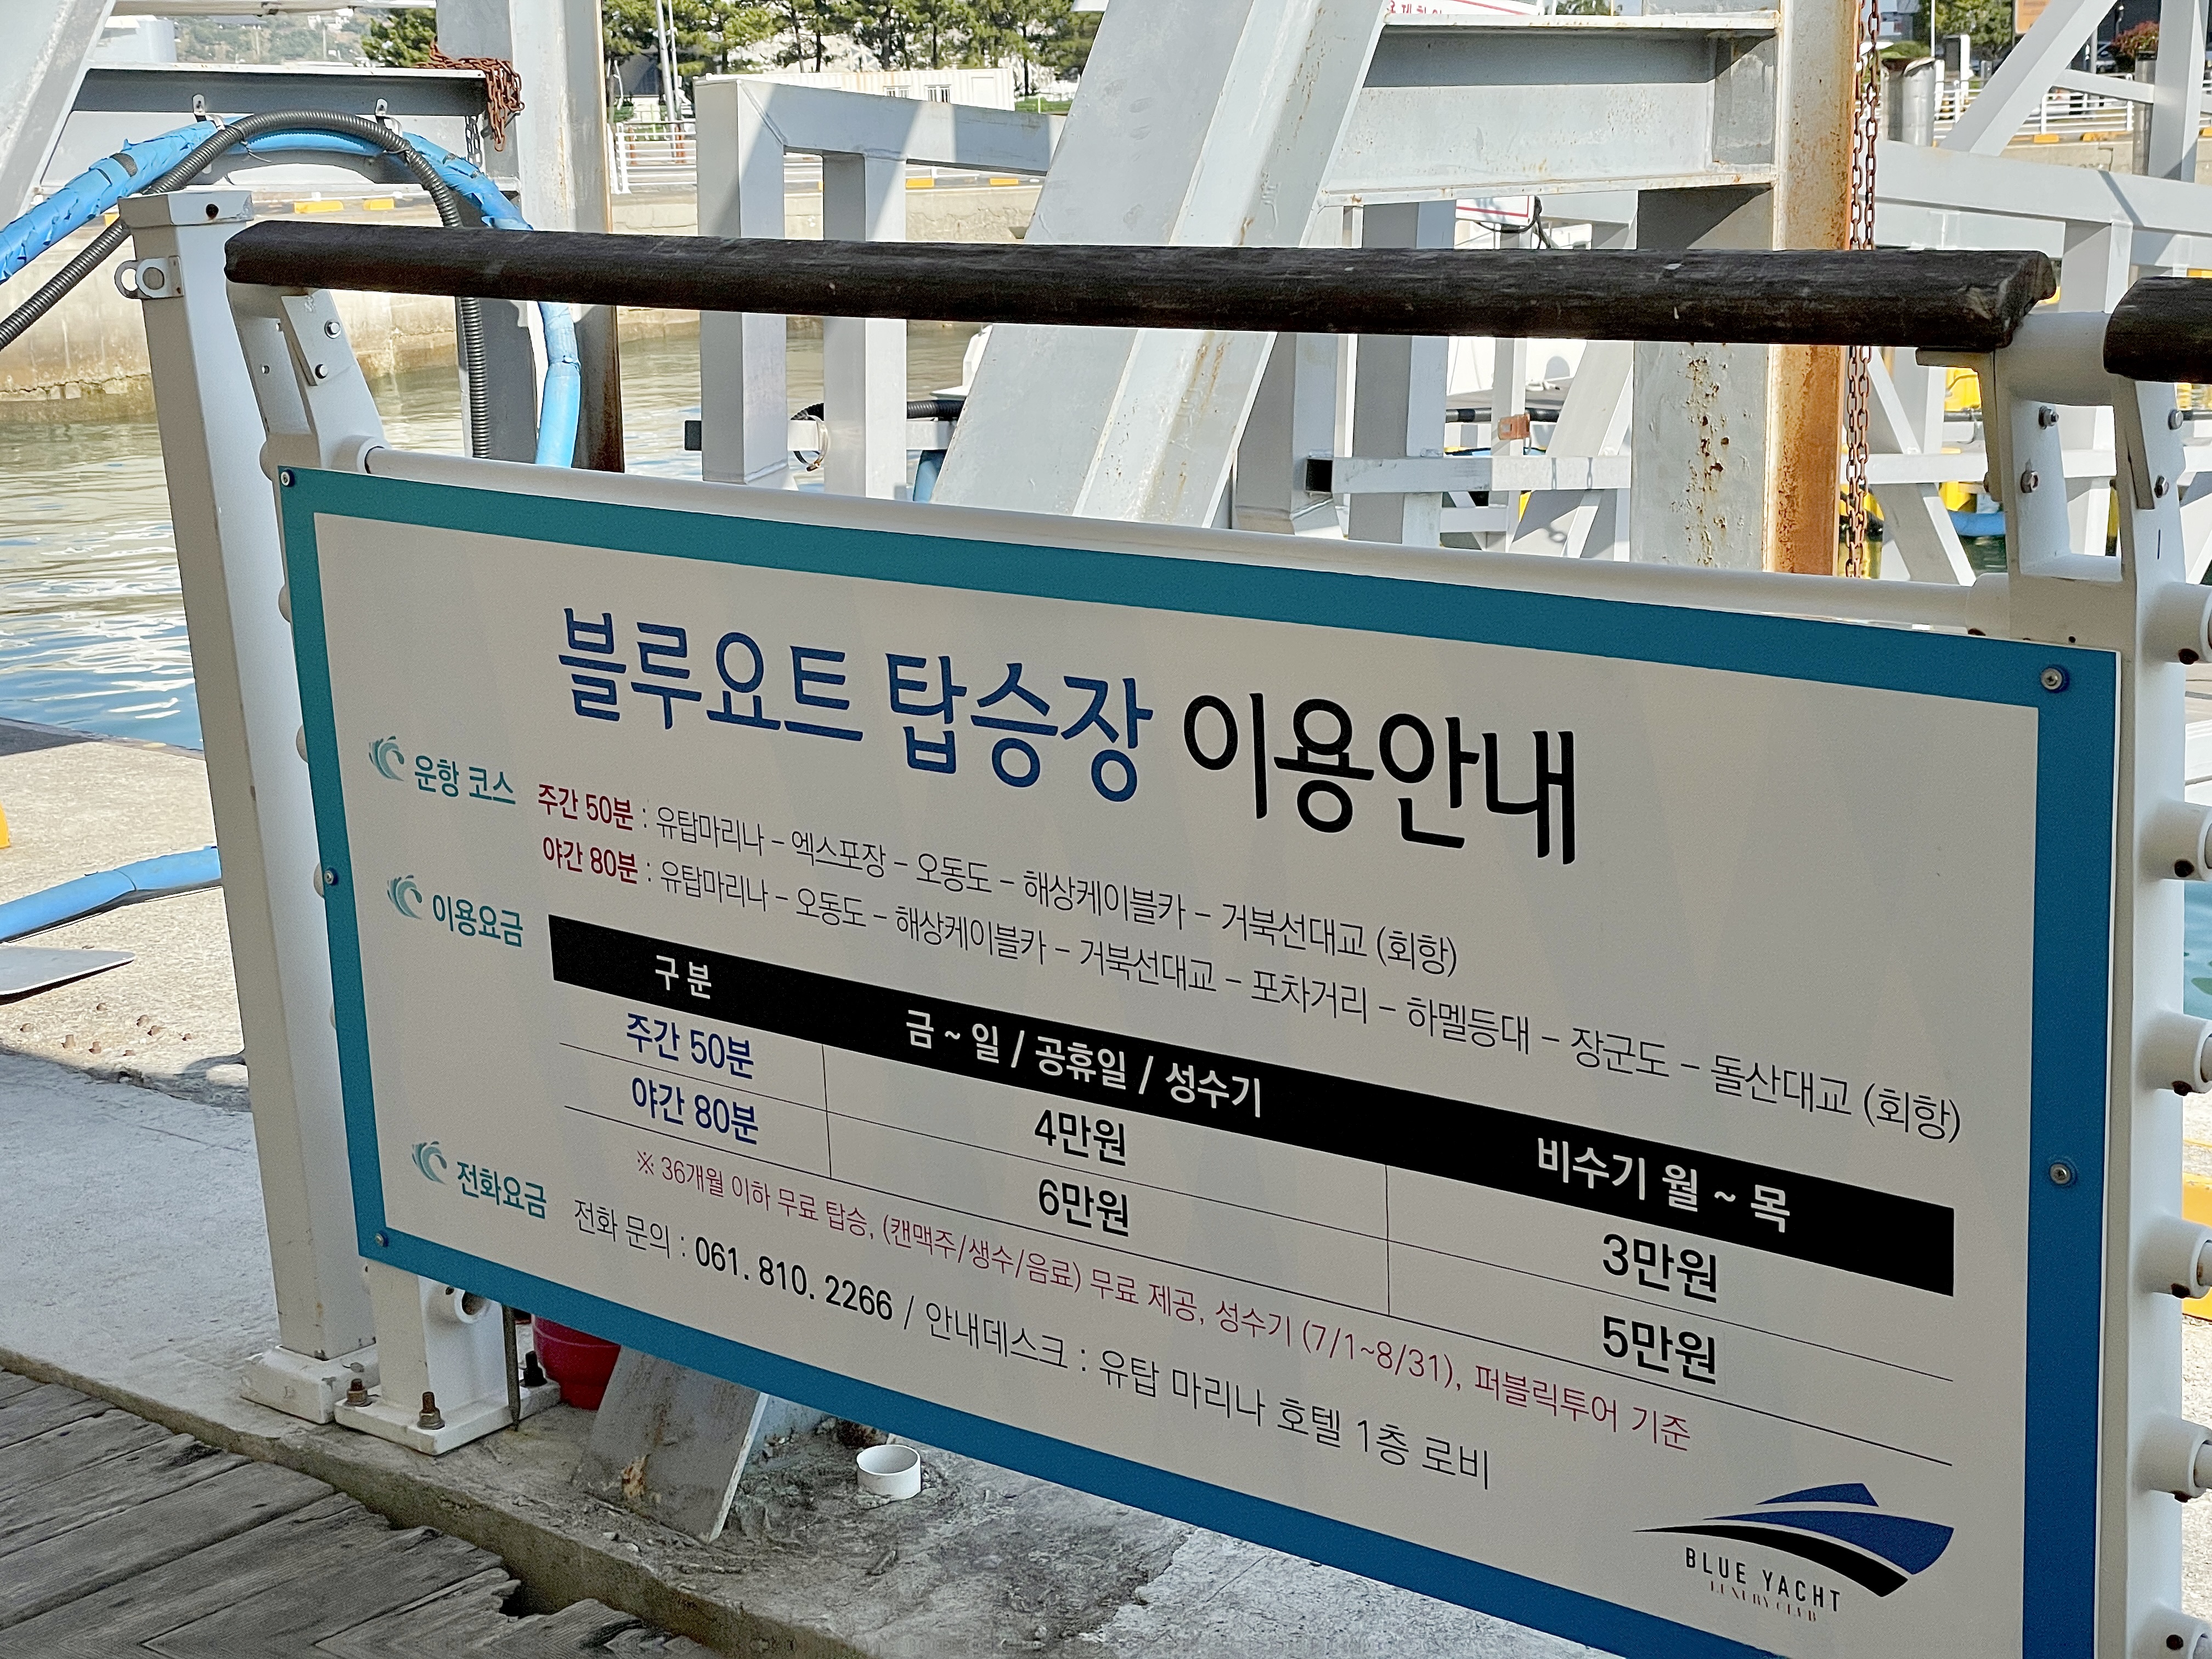 블루요트 탑승장 이용안내
운항 코스
주간 50분 : 유탑마리나 – 엑스포장 – 오동도 – 해상케이블카 – 거북선대교 (회항)
야간 80분 : 유탑마리나 – 오동도 – 해상케이블카 – 거북선대교 – 포차거리 – 하멜등대 – 장군도 – 돌산대교 (회항)
이용요금
구 분 금 ~ 일 / 공휴일 / 성수기 비수기 월 ~ 목
주간 50분 4만원 3만원
야간 80분 6만원 5만원
※ 36개월 이하 무료 탑승, (캔맥주/생수/음료) 무료 제공, 성수기 (7/1~8/31), 퍼블릭투어 기준
전화요금
전화 문의 : 061. 810. 2266 / 안내데스크 : 유탑 마리나 호텔 1층 로비
BLUE YACHT
LUXURY CLUB